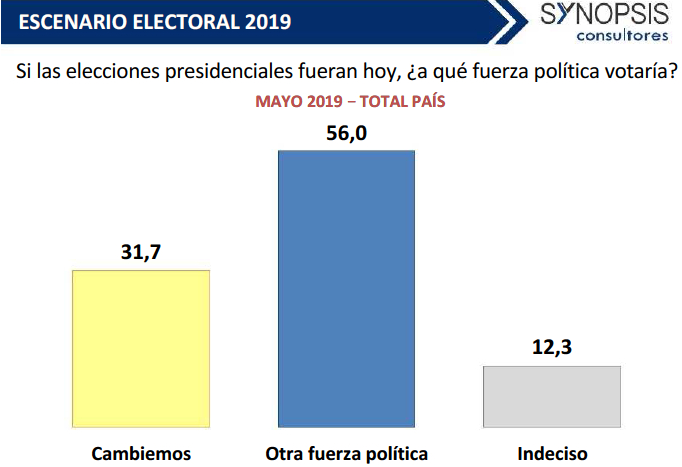 ESCENARIO ELECTORAL 2019
SYNOPSIS
consultores
Si las elecciones presidenciales fueran hoy, ¿a qué fuerza política votaría?
MAYO 2019 – TOTAL PAÍS
56,0
31,7
12,3
Cambiemos
Otra fuerza política
Indeciso